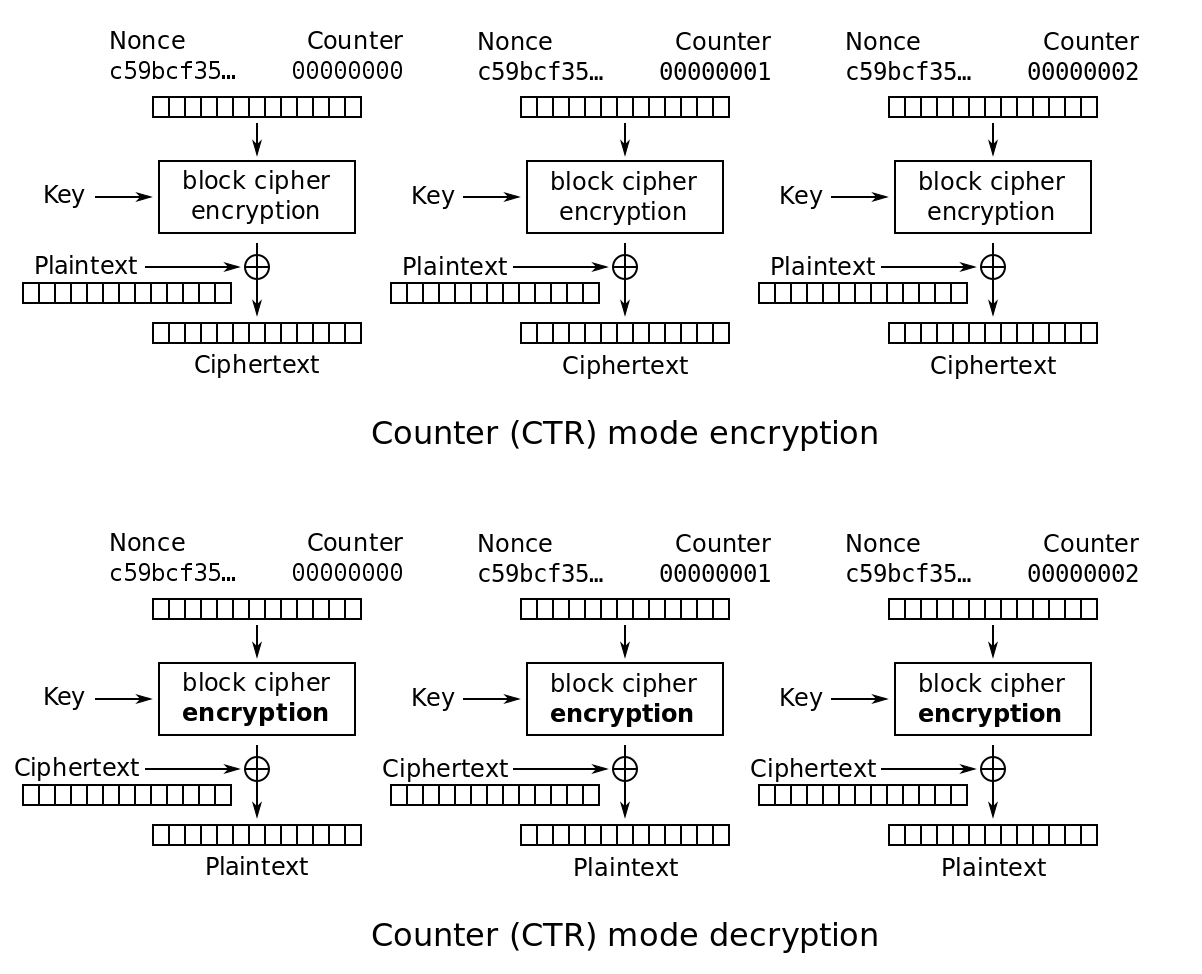 Nonce Counter Nonce Counter Nonce Counter
c59bcf35... 00000000 c59bcf35... 00000001 c59bcf35... 00000002
block cipher block cipher block cipher
Key encryption Key encryption Key encryption
Plaintext Plaintext Plaintext
Ciphertext Ciphertext Ciphertext
Counter (CTR) mode encryption
Nonce Counter Nonce Counter Nonce Counter
c59bcf35... 00000000 c59bcf35... 00000001 c59bcf35... 00000002
block cipher block cipher block cipher
Key encryption Key encryption Key encryption
Ciphertext Ciphertext Ciphertext
Plaintext Plaintext Plaintext
Counter (CTR) mode decryption